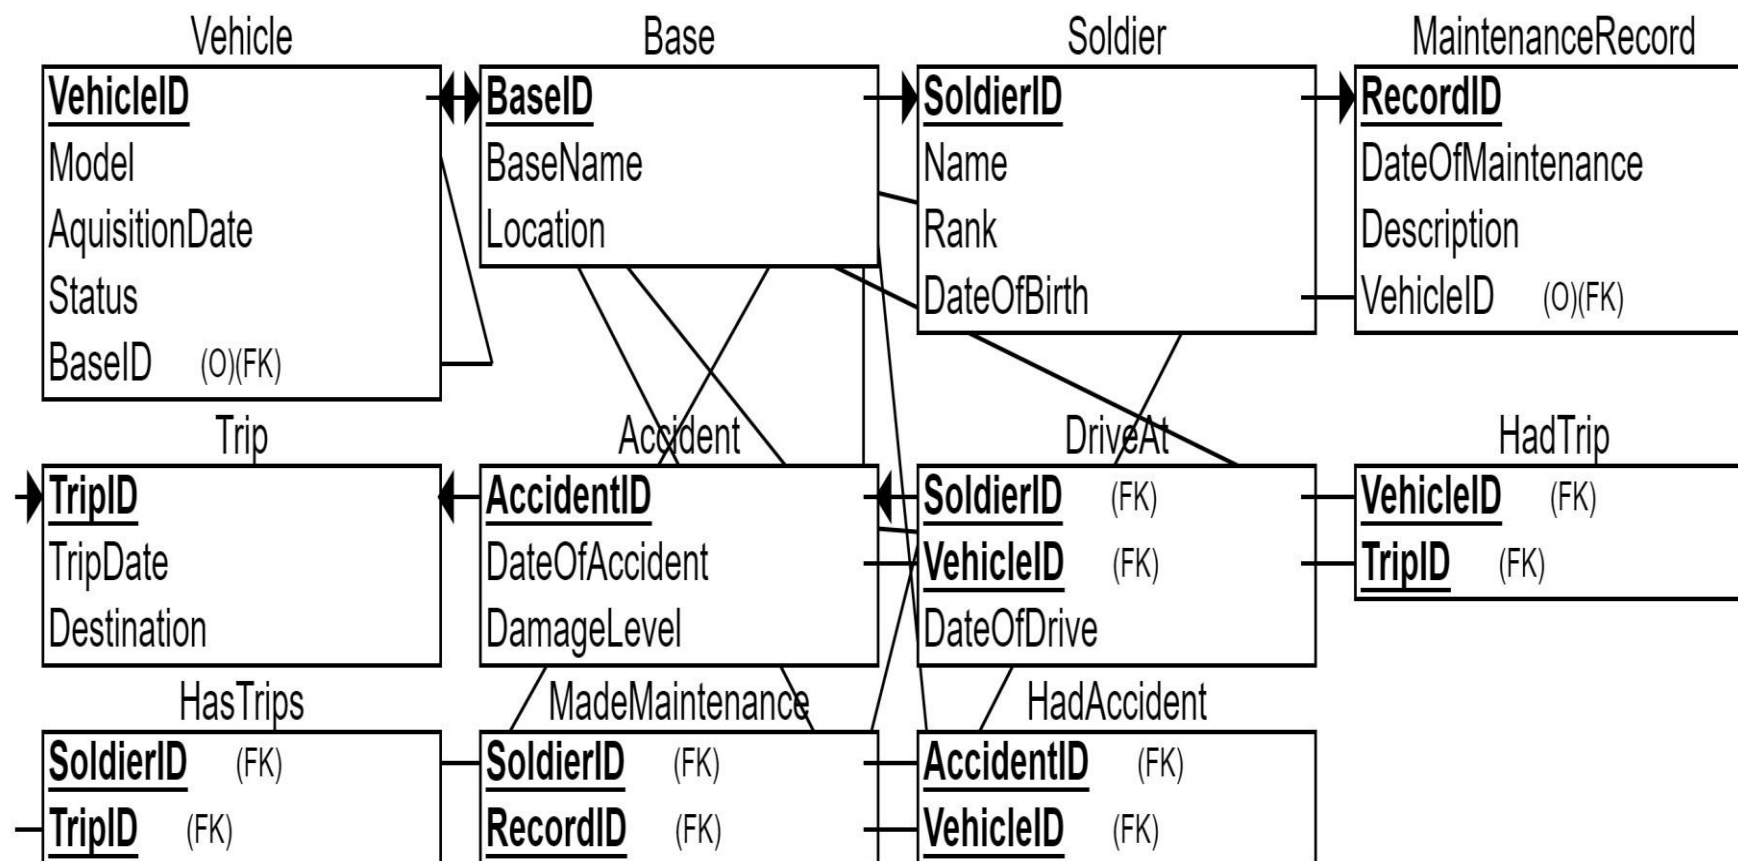 Vehicle
VehicleID
Model
AquisitionDate
Status
BaseID (O)(FK)
Base
BaseID
BaseName
Location
Soldier
SoldierID
Name
Rank
DateOfBirth
MaintenanceRecord
RecordID
DateOfMaintenance
Description
VehicleID (O)(FK)
Trip
TripID
TripDate
Destination
Accident
AccidentID
DateOfAccident
DamageLevel
DriveAt
SoldierID (FK)
VehicleID (FK)
DateOfDrive
HadTrip
VehicleID (FK)
TripID (FK)
HasTrips
SoldierID (FK)
TripID (FK)
MadeMaintenance
SoldierID (FK)
RecordID (FK)
HadAccident
AccidentID (FK)
VehicleID (FK)